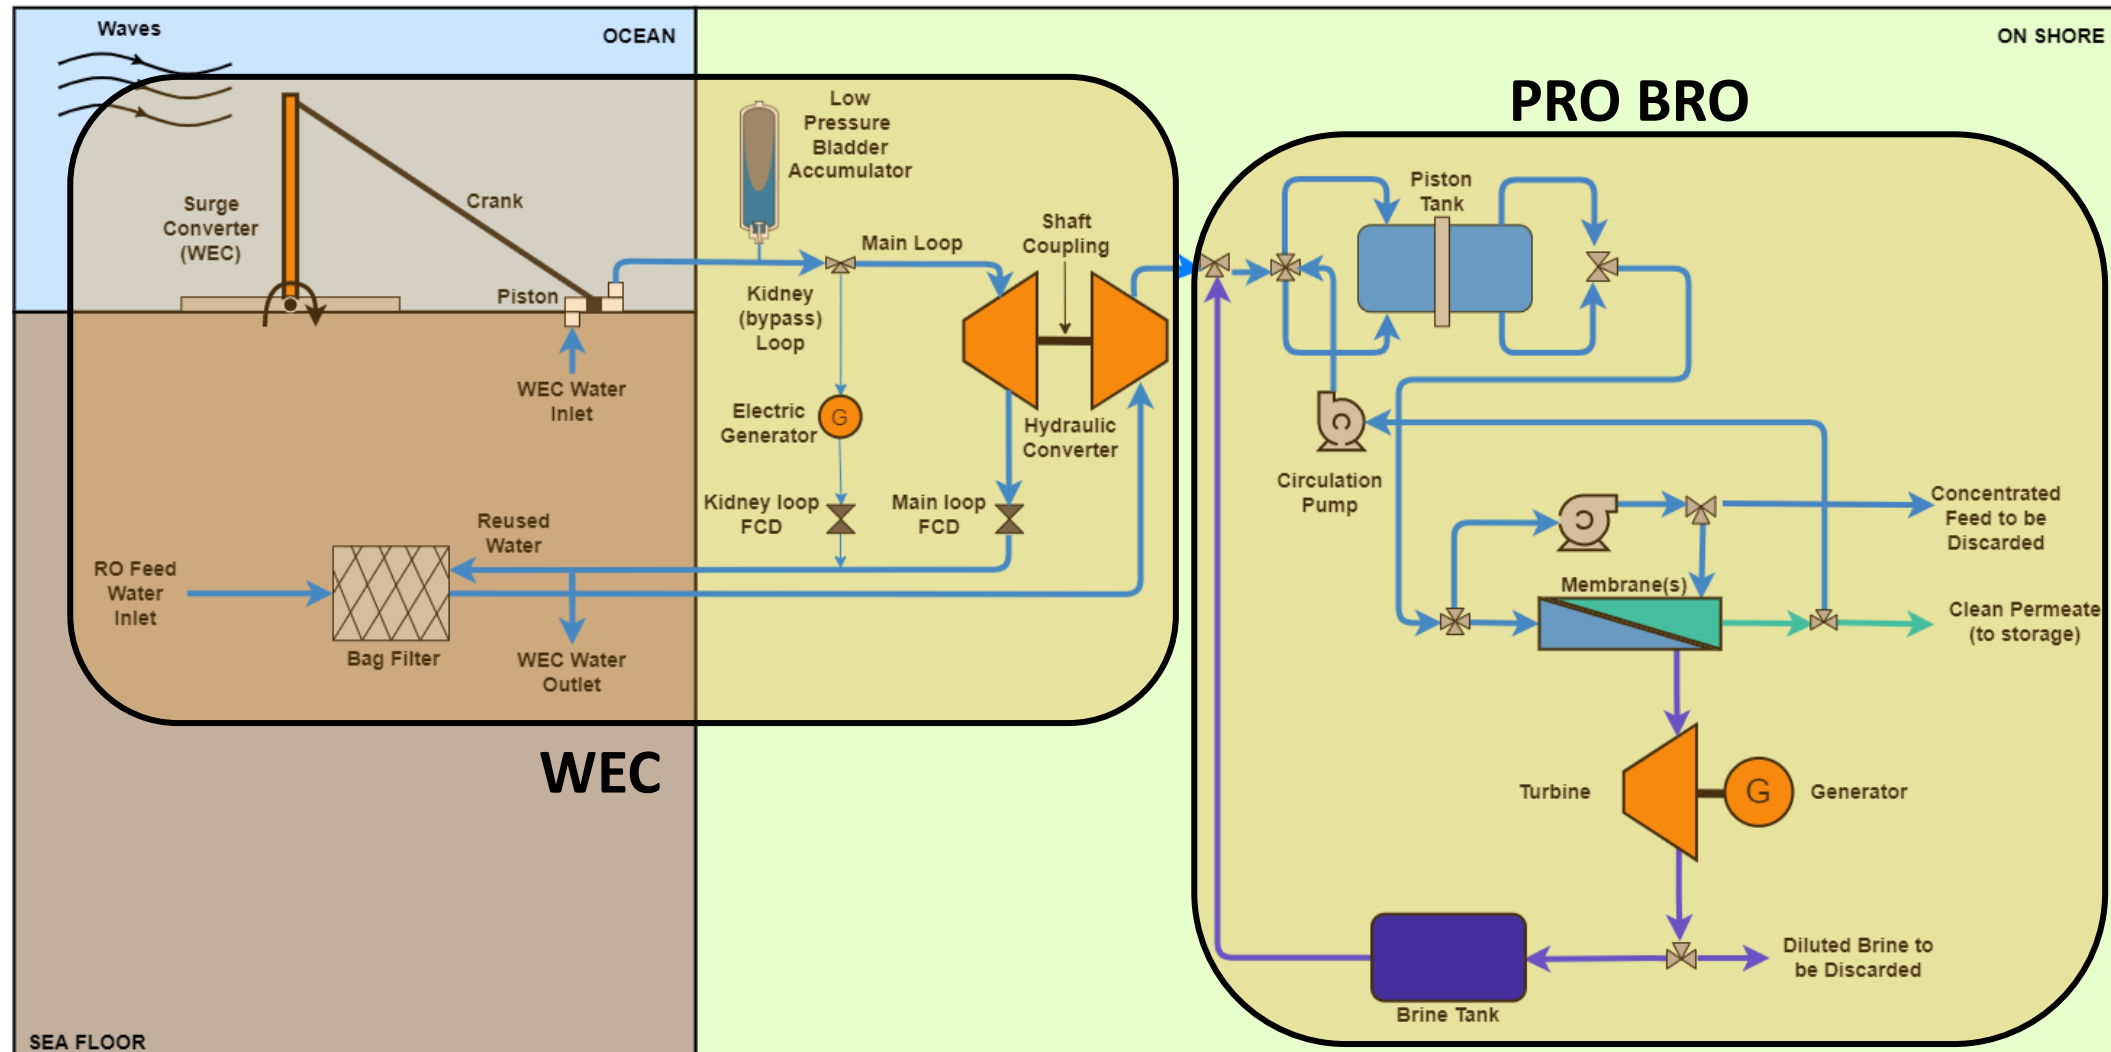 Waves
OCEAN
ON SHORE
PRO BRO
Low
Pressure
Bladder
Accumulator
Surge
Converter
(WEC)
Crank
Piston
WEC Water
Inlet
Main Loop
Shaft
Coupling
Kidney
(bypass)
Loop
Electric
Generator
G
Hydraulic
Converter
Kidney loop
FCD
Main loop
FCD
Reused
Water
RO Feed
Water
Inlet
Bag Filter
WEC Water
Outlet
WEC
SEA FLOOR
Piston
Tank
Circulation
Pump
Concentrated
Feed to be
Discarded
Membrane(s)
Clean Permeate
(to storage)
Turbine
G
Generator
Diluted Brine to
be Discarded
Brine Tank